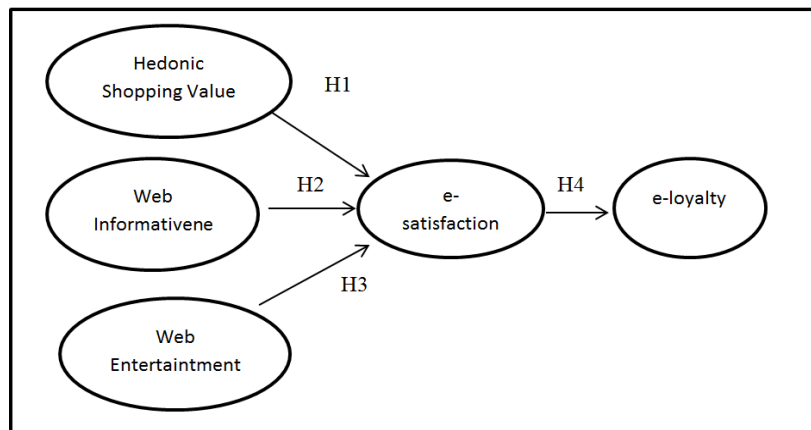 Hedonic
Shopping Value
H1
Web
Informativene
H2
e-
satisfaction
H4
e-loyalty
H3
Web
Entertaintment